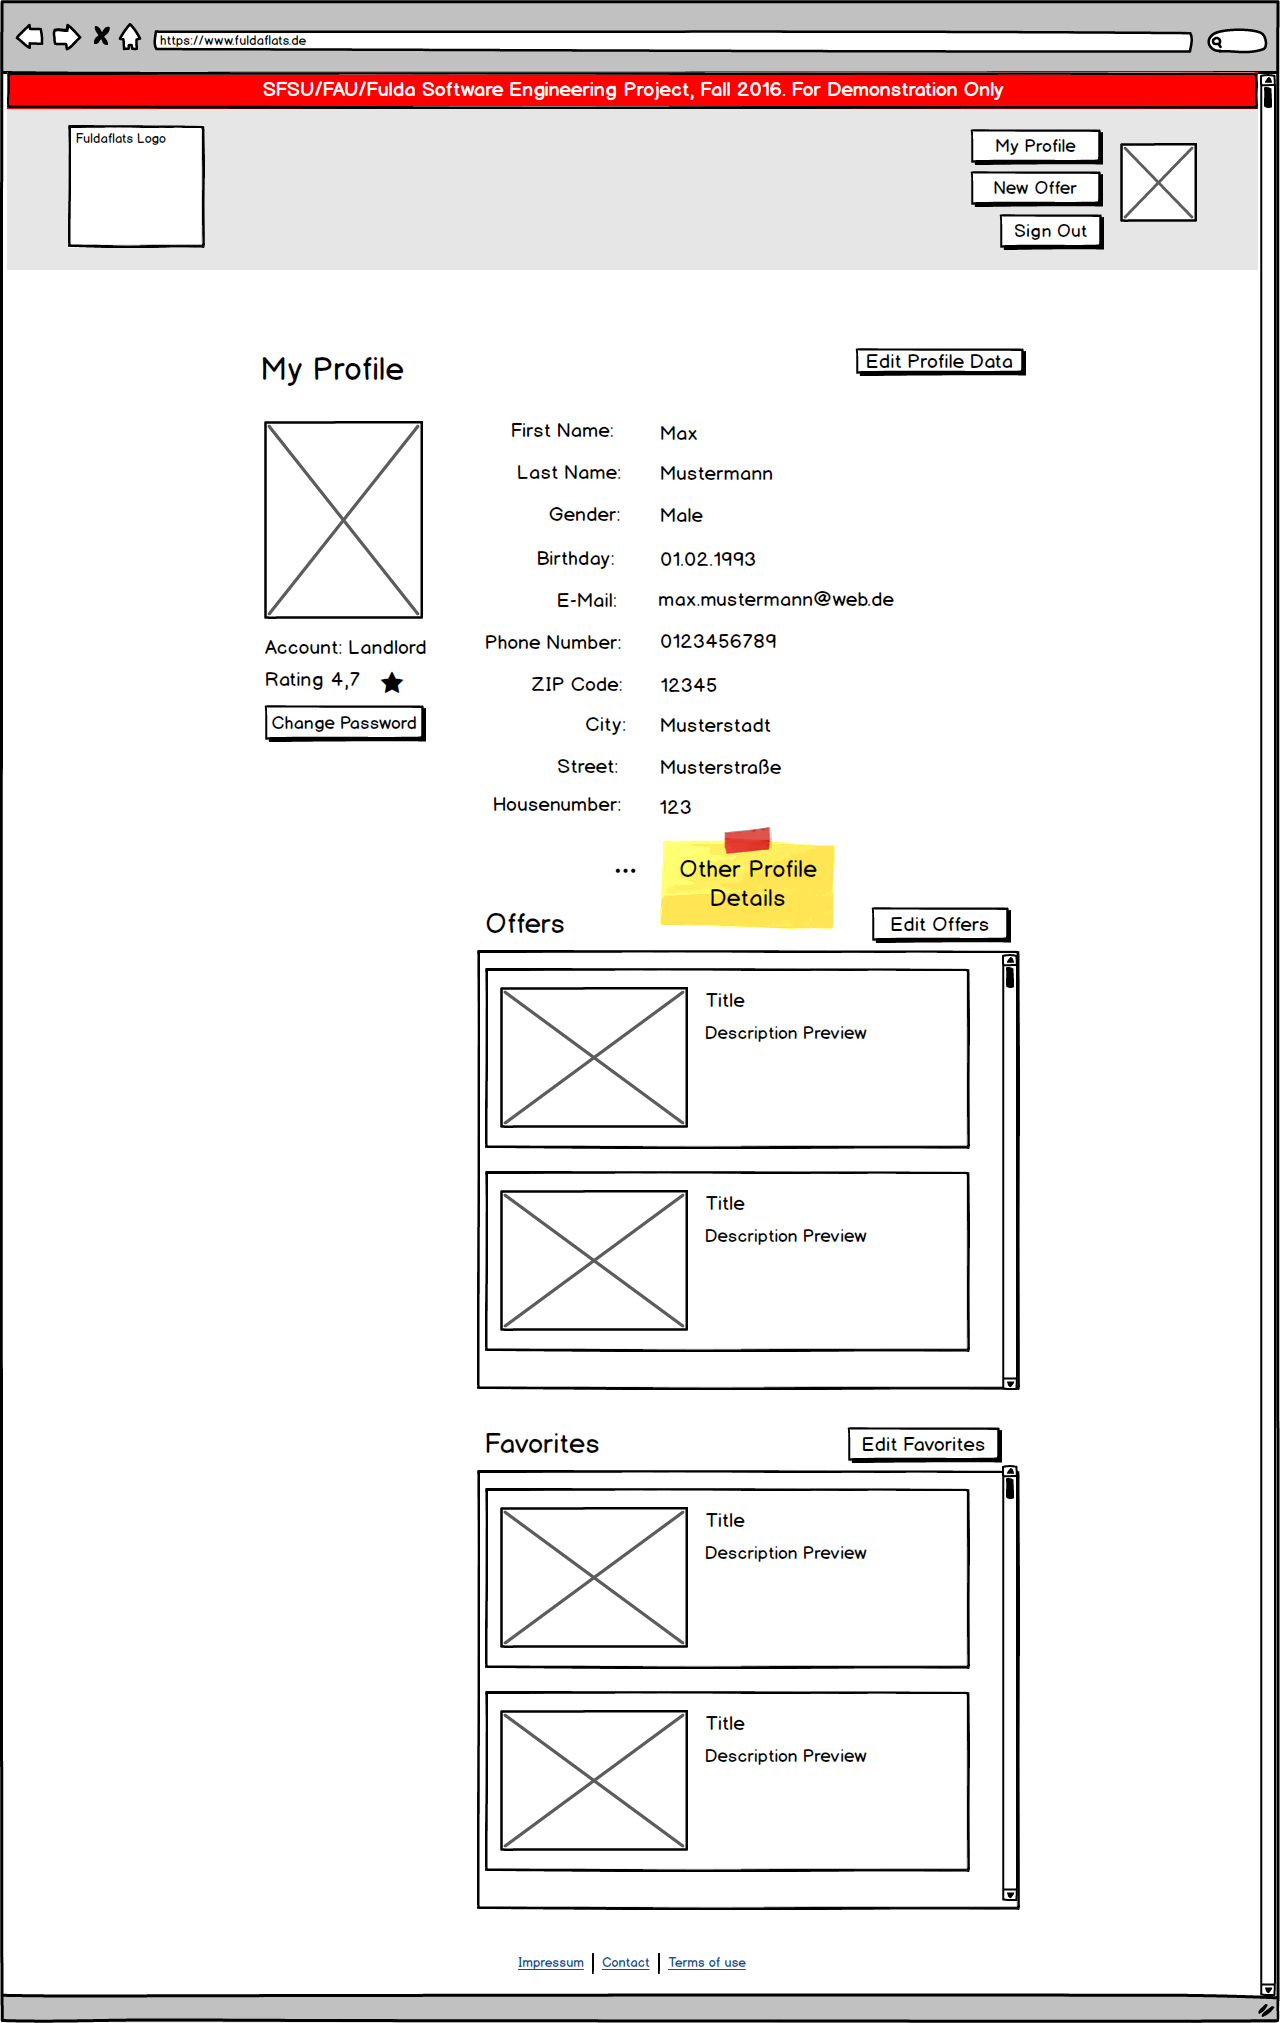 https://www.fuldaflats.de
SFSU/FAU/Fulda Software Engineering Project, Fall 2016. For Demonstration Only
Fuldaflats Logo
My Profile
New Offer
Sign Out
My Profile
Edit Profile Data
First Name: Max
Last Name: Mustermann
Gender: Male
Birthday: 01.02.1993
E-Mail: max.mustermann@web.de
Account: Landlord
Phone Number: 0123456789
Rating 4,7
ZIP Code: 12345
Change Password
City: Musterstadt
Street: Musterstraße
Housenumber: 123
...
Other Profile
Details
Offers
Edit Offers
Title
Description Preview
Title
Description Preview
Favorites
Edit Favorites
Title
Description Preview
Title
Description Preview
Impressum | Contact | Terms of use